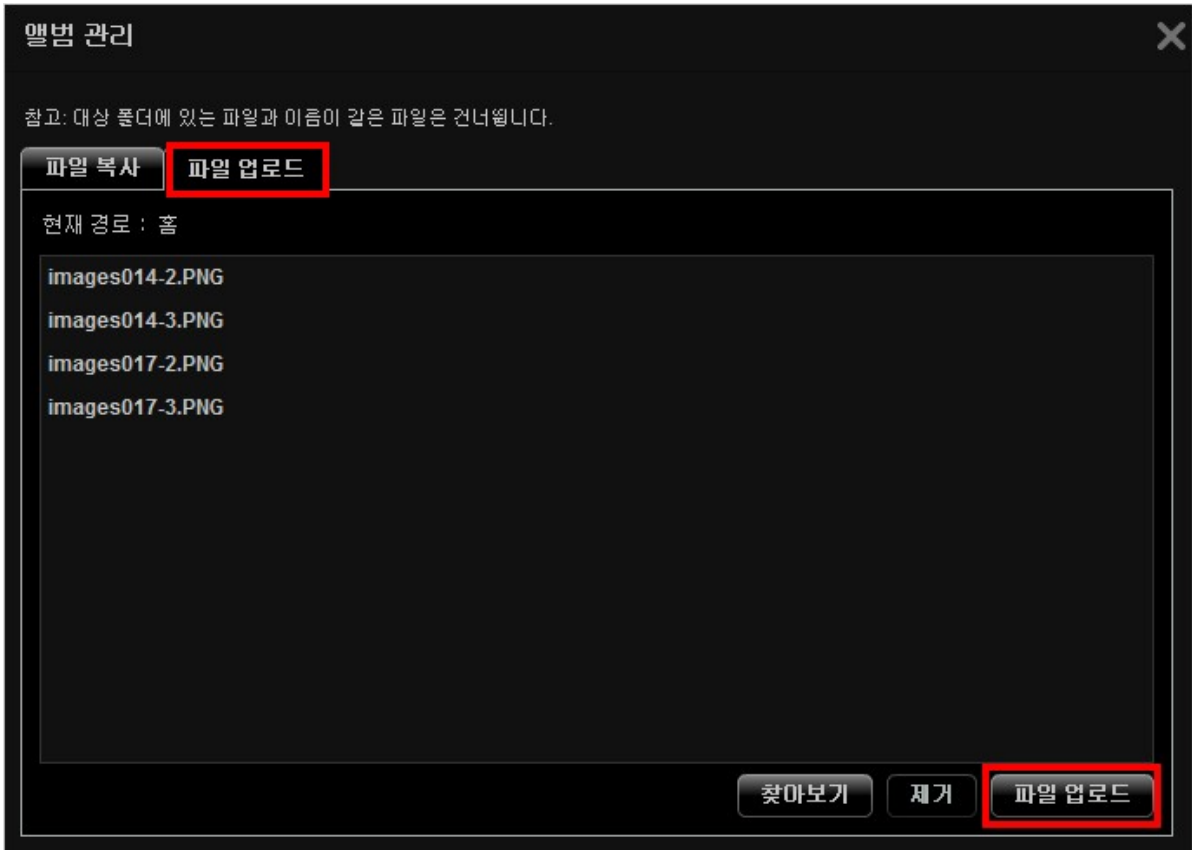 앨범 관리
참고: 대상 폴더에 있는 파일과 이름이 같은 파일은 건너뜁니다.
파일 복사 파일 업로드
현재 경로 : 홈
images014-2.PNG
images014-3.PNG
images017-2.PNG
images017-3.PNG
찾아보기 제거 파일 업로드